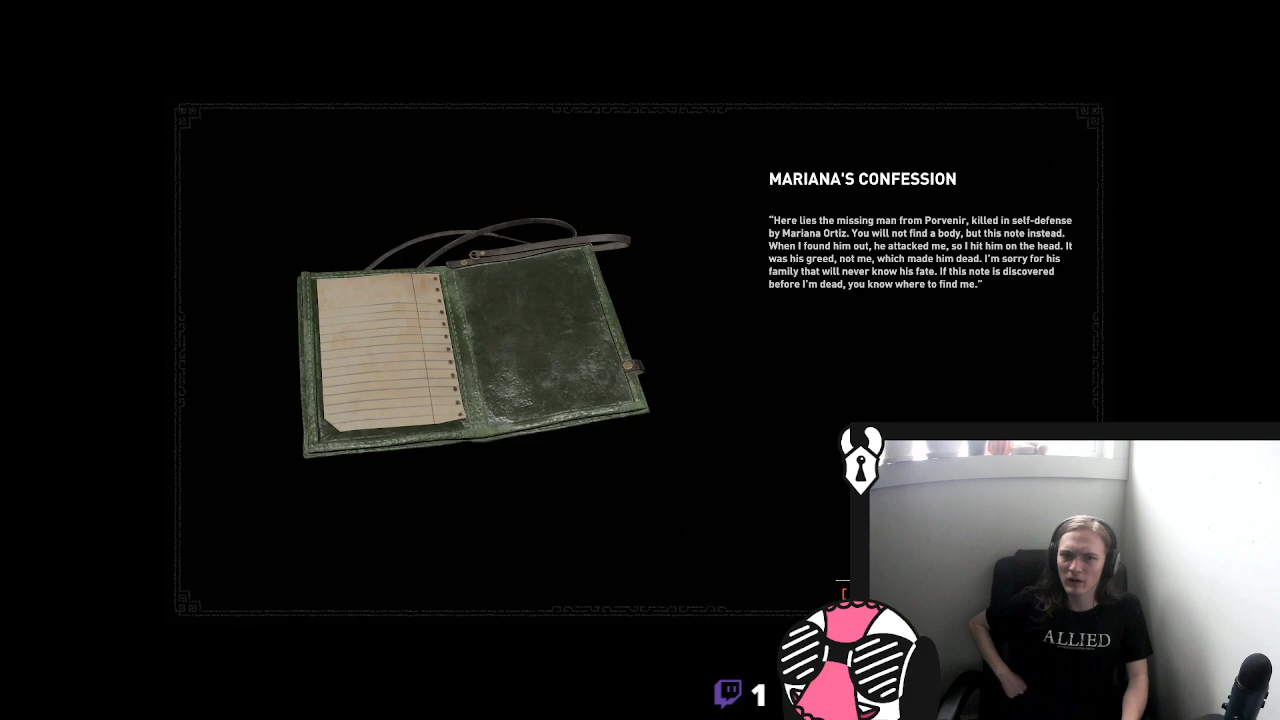 MARIANA'S CONFESSION
“Here lies the missing man from Porvenir, killed in self-defense
by Mariana Ortiz. You will not find a body, but this note instead.
When I found him out, he attacked me, so I hit him on the head. It
was his greed, not me, which made him dead. I'm sorry for his
family that will never know his fate. If this note is discovered
before I'm dead, you know where to find me.”
ALLIED
1